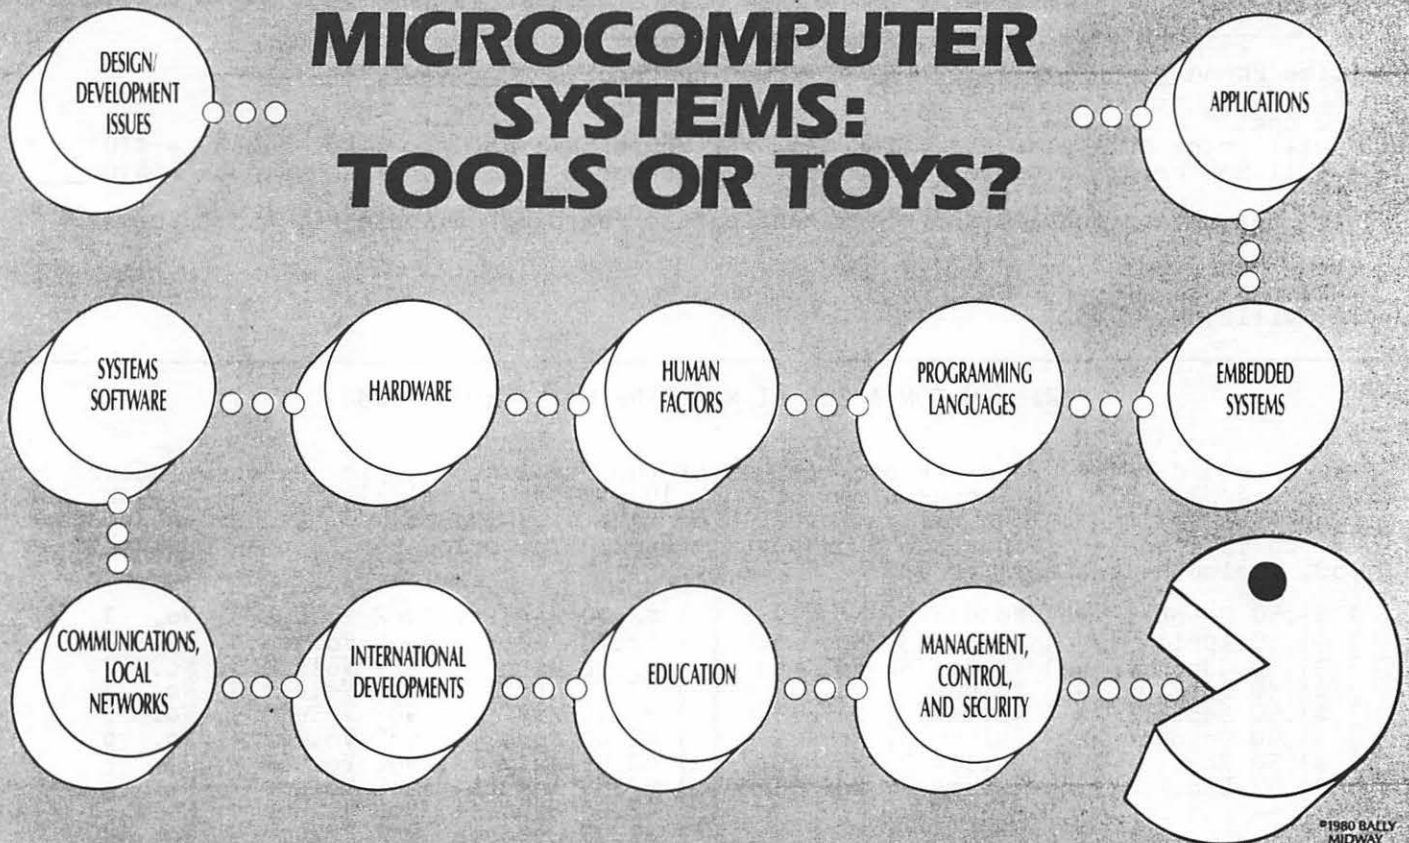 MICROCOMPUTER
SYSTEMS:
TOOLS OR TOYS?
DESIGN/
DEVELOPMENT
ISSUES
APPLICATIONS
SYSTEMS
SOFTWARE
HARDWARE
HUMAN
FACTORS
PROGRAMMING
LANGUAGES
EMBEDDED
SYSTEMS
COMMUNICATIONS,
LOCAL
NETWORKS
INTERNATIONAL
DEVELOPMENTS
EDUCATION
MANAGEMENT,
CONTROL,
AND SECURITY
©1980 BALLY
MIDWAY